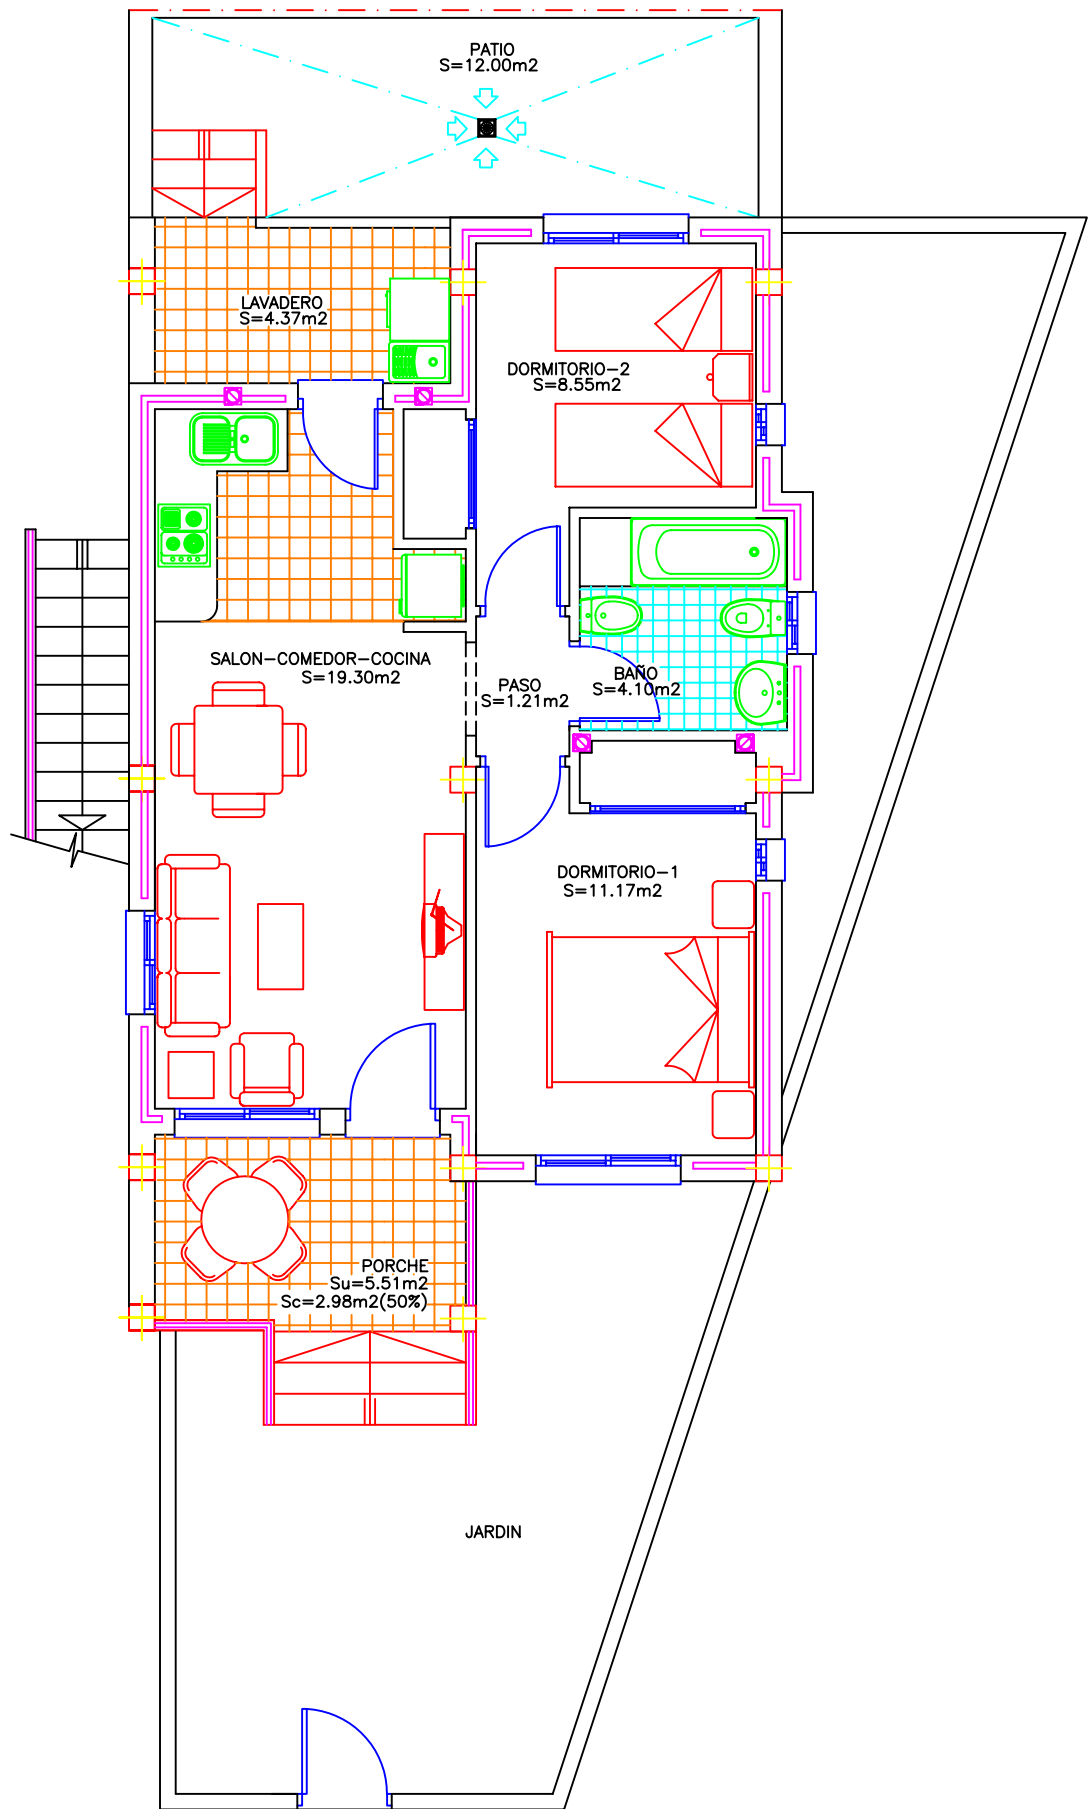 PATIO
S=12.00m2
LAVADERO
S=4.37m2
DORMITORIO-2
S=8.55m2
SALON-COMEDOR-COCINA
S=19.30m2
PASO
S=1.21m2
BAÑO
S=4.10m2
DORMITORIO-1
S=11.17m2
PORCHE
Su=5.51m2
Sc=2.98m2(50%)
JARDIN